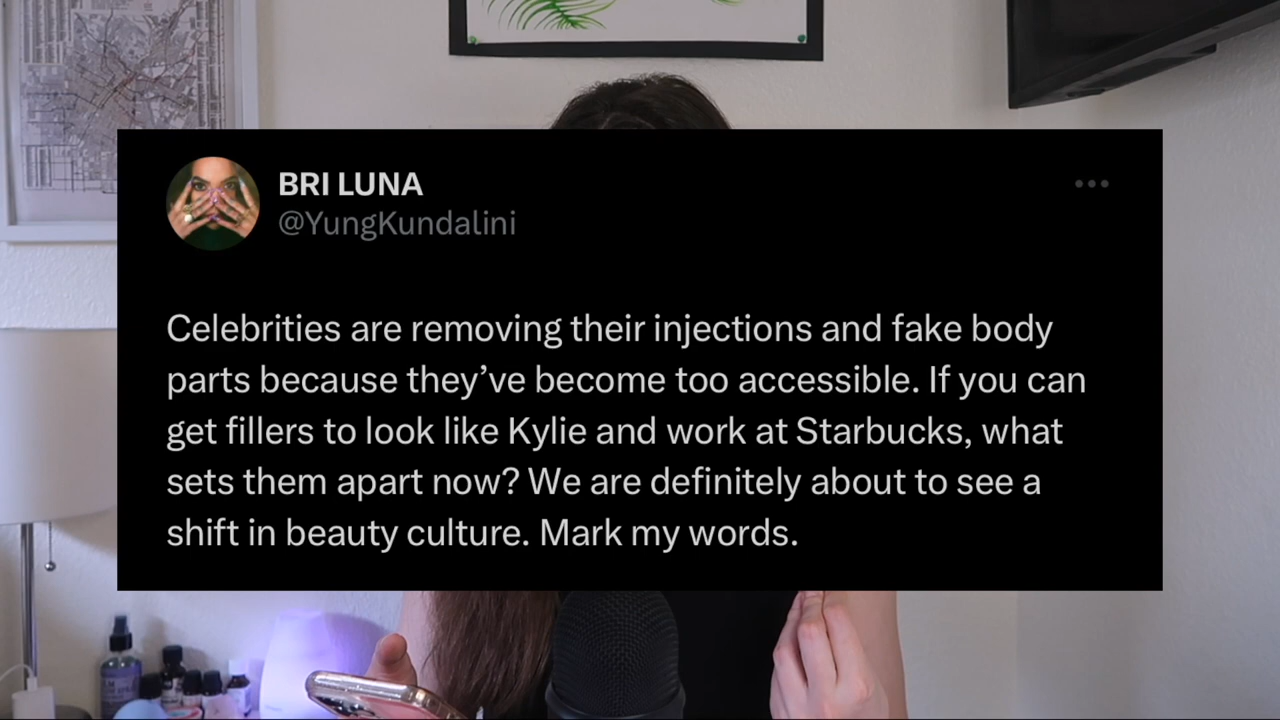 BRI LUNA
@YungKundalini
Celebrities are removing their injections and fake body
parts because they’ve become too accessible. If you can
get fillers to look like Kylie and work at Starbucks, what
sets them apart now? We are definitely about to see a
shift in beauty culture. Mark my words.